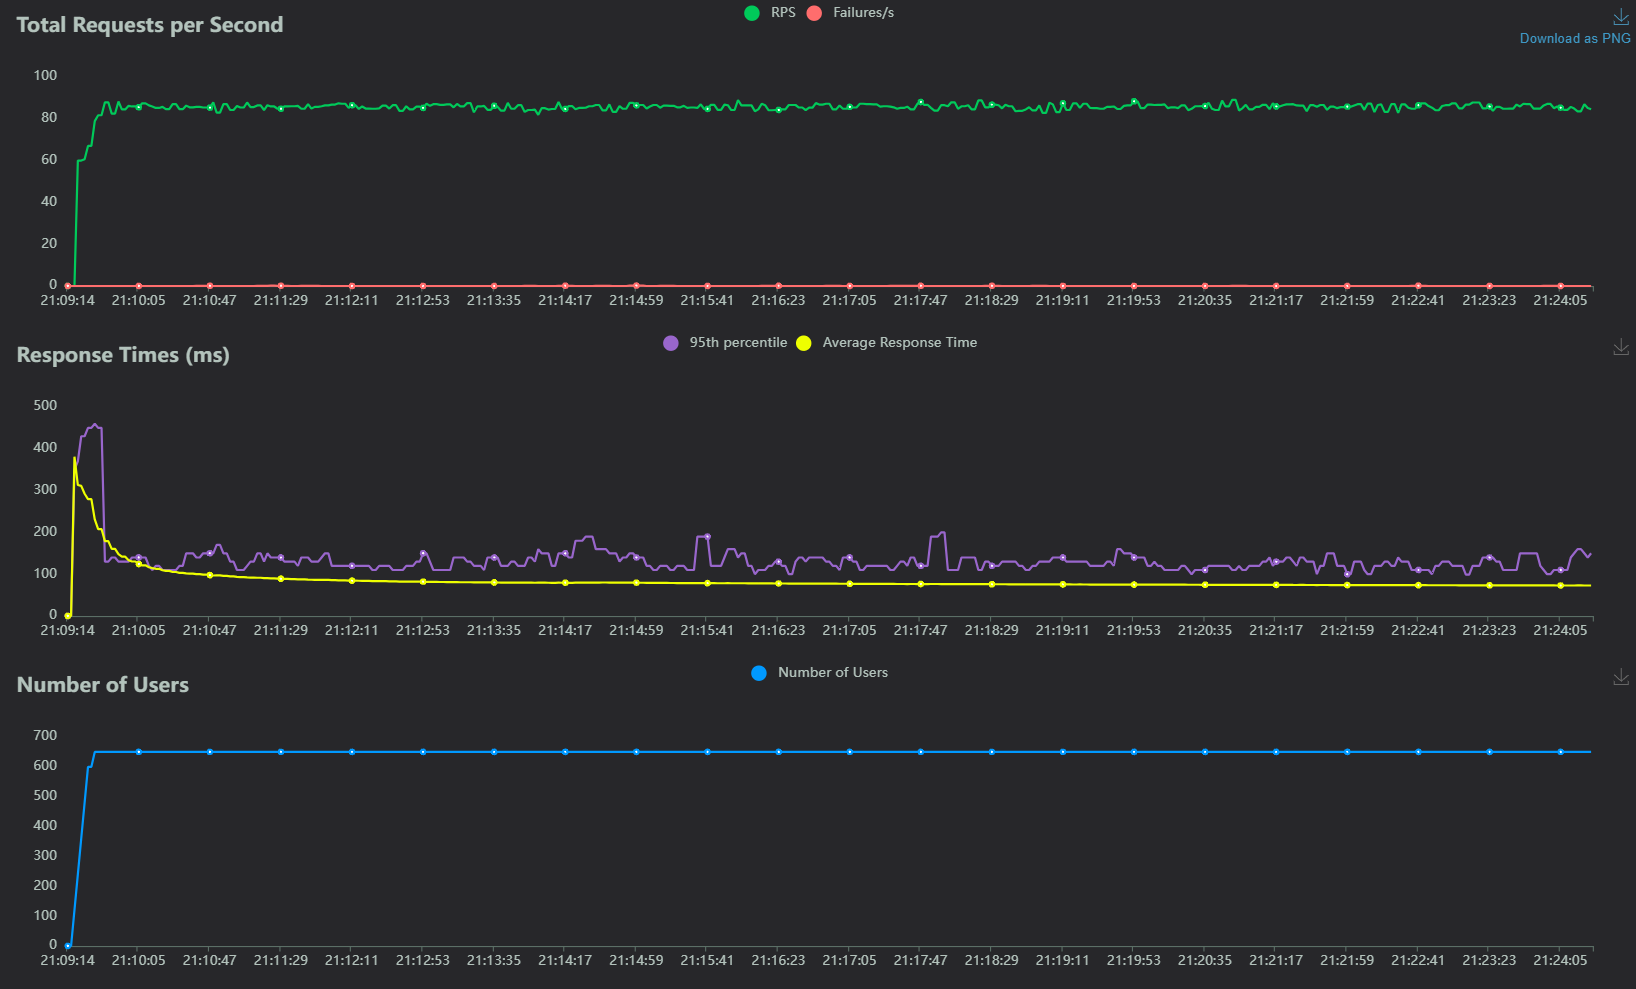 RPS Failures/s
Total Requests per Second
Download as PNG
100
80
60
40
20
0
21:09:14 21:10:05 21:10:47 21:11:29 21:12:11 21:12:53 21:13:35 21:14:17 21:14:59 21:15:41 21:16:23 21:17:05 21:17:47 21:18:29 21:19:11 21:19:53 21:20:35 21:21:17 21:21:59 21:22:41 21:23:23 21:24:05
95th percentile Average Response Time
Response Times (ms)
500
400
300
200
100
0
21:09:14 21:10:05 21:10:47 21:11:29 21:12:11 21:12:53 21:13:35 21:14:17 21:14:59 21:15:41 21:16:23 21:17:05 21:17:47 21:18:29 21:19:11 21:19:53 21:20:35 21:21:17 21:21:59 21:22:41 21:23:23 21:24:05
Number of Users
Number of Users
700
600
500
400
300
200
100
0
21:09:14 21:10:05 21:10:47 21:11:29 21:12:11 21:12:53 21:13:35 21:14:17 21:14:59 21:15:41 21:16:23 21:17:05 21:17:47 21:18:29 21:19:11 21:19:53 21:20:35 21:21:17 21:21:59 21:22:41 21:23:23 21:24:05